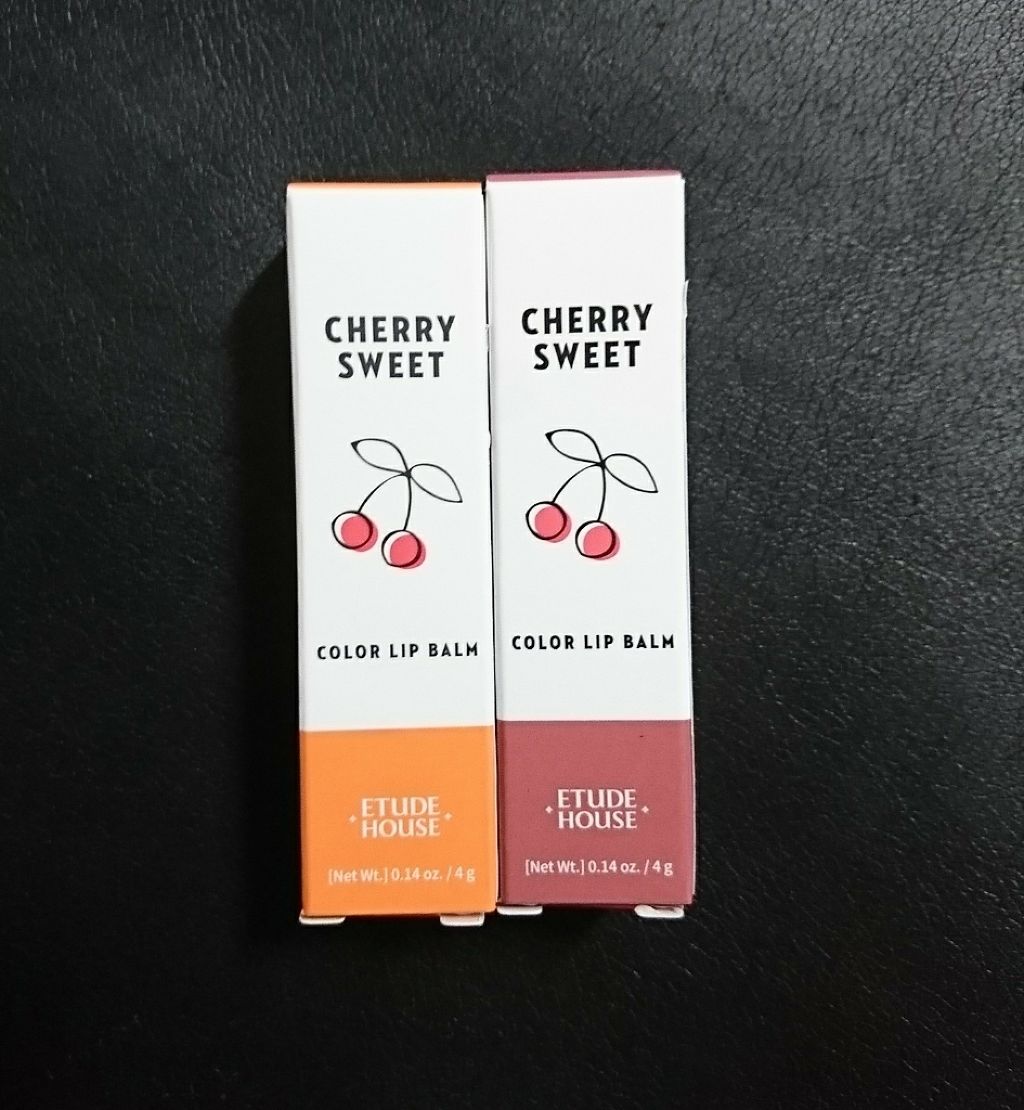 CHERRY
SWEET
COLOR LIP BALM
ETUDE
HOUSE
[Net Wt.] 0.14 oz. / 4 g
CHERRY
SWEET
COLOR LIP BALM
ETUDE
HOUSE
[Net Wt.] 0.14 oz. / 4 g